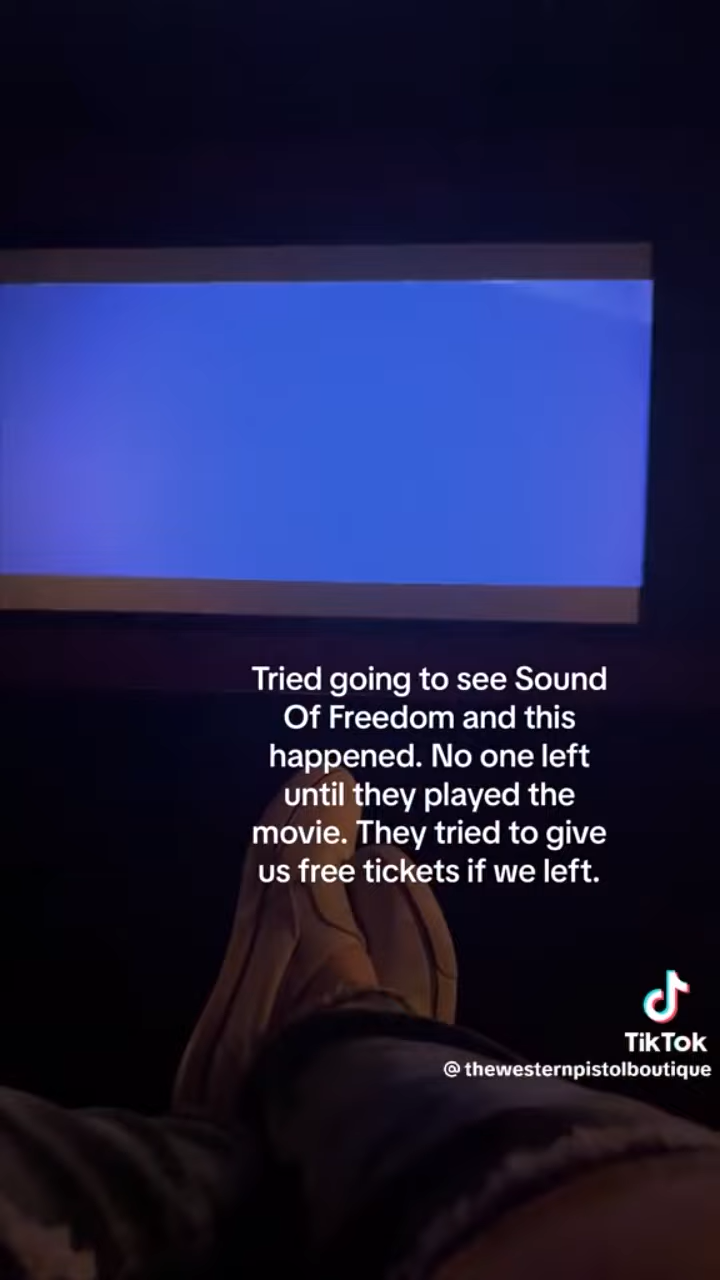 Tried going to see Sound
Of Freedom and this
happened. No one left
until they played the
movie. They tried to give
us free tickets if we left.
TikTok
@ thewesternpistolboutique